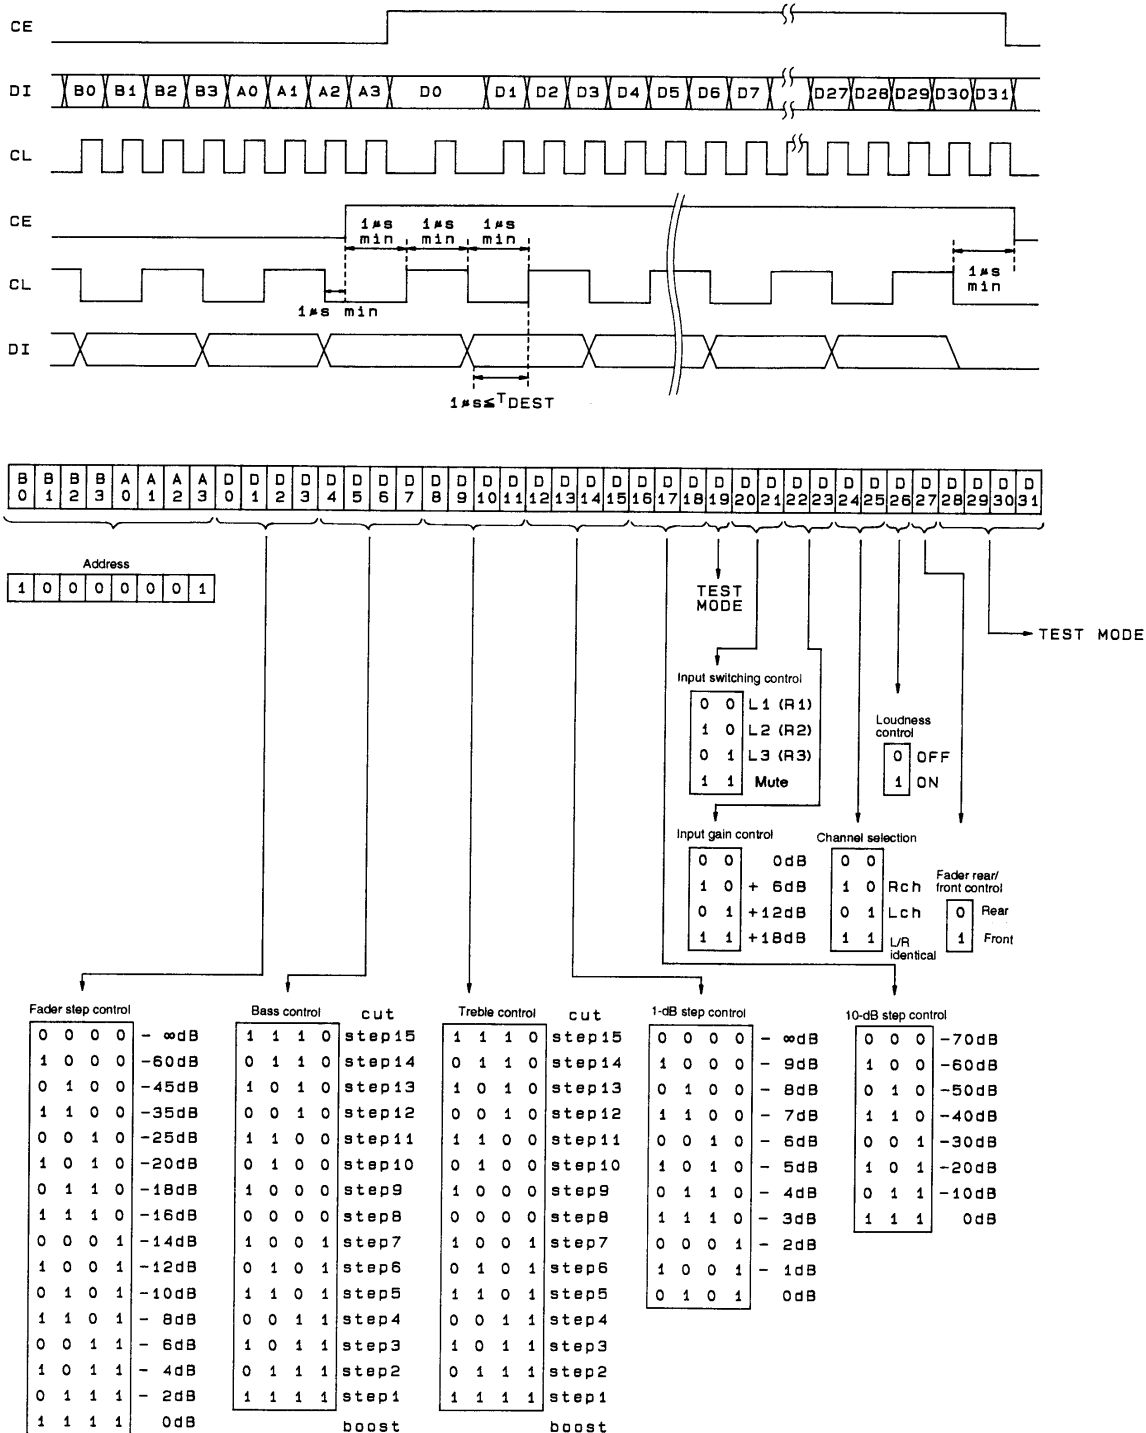 CE
DI B0 B1 B2 B3 A0 A1 A2 A3 D0 D1 D2 D3 D4 D5 D6 D7 D27 D28 D29 D30 D31
CL
CE
1μs min 1μs min 1μs min
1μs min
CL
1μs min
DI
1μs≤TDEST
B0 B1 B2 B3 A0 A1 A2 A3 D0 D1 D2 D3 D4 D5 D6 D7 D8 D9 D10 D11 D12 D13 D14 D15 D16 D17 D18 D19 D20 D21 D22 D23 D24 D25 D26 D27 D28 D29 D30 D31
Address
1 0 0 0 0 0 0 1
TEST MODE
TEST MODE
Input switching control
0 0 L1 (R1)
1 0 L2 (R2)
0 1 L3 (R3)
1 1 Mute
Loudness control
0 OFF
1 ON
Input gain control
0 0 0dB
1 0 + 6dB
0 1 +12dB
1 1 +18dB
Channel selection
0 0
1 0 Rch
0 1 Lch
1 1 L/R identical
Fader rear/front control
0 Rear
1 Front
Fader step control
0 0 0 0 - ∞dB
1 0 0 0 -60dB
0 1 0 0 -45dB
1 1 0 0 -35dB
0 0 1 0 -25dB
1 0 1 0 -20dB
0 1 1 0 -18dB
1 1 1 0 -16dB
0 0 0 1 -14dB
1 0 0 1 -12dB
0 1 0 1 -10dB
1 1 0 1 - 8dB
0 0 1 1 - 6dB
1 0 1 1 - 4dB
0 1 1 1 - 2dB
1 1 1 1 0dB
Bass control cut
1 1 1 0 step15
0 1 1 0 step14
1 0 1 0 step13
0 0 1 0 step12
1 1 0 0 step11
0 1 0 0 step10
1 0 0 0 step9
0 0 0 0 step8
1 0 0 1 step7
0 1 0 1 step6
1 1 0 1 step5
0 0 1 1 step4
1 0 1 1 step3
0 1 1 1 step2
1 1 1 1 step1
boost
Treble control cut
1 1 1 0 step15
0 1 1 0 step14
1 0 1 0 step13
0 0 1 0 step12
1 1 0 0 step11
0 1 0 0 step10
1 0 0 0 step9
0 0 0 0 step8
1 0 0 1 step7
0 1 0 1 step6
1 1 0 1 step5
0 0 1 1 step4
1 0 1 1 step3
0 1 1 1 step2
1 1 1 1 step1
boost
1-dB step control
0 0 0 0 - ∞dB
1 0 0 0 - 9dB
0 1 0 0 - 8dB
1 1 0 0 - 7dB
0 0 1 0 - 6dB
1 0 1 0 - 5dB
0 1 1 0 - 4dB
1 1 1 0 - 3dB
0 0 0 1 - 2dB
1 0 0 1 - 1dB
0 1 0 1 0dB
10-dB step control
0 0 0 -70dB
1 0 0 -60dB
0 1 0 -50dB
1 1 0 -40dB
0 0 1 -30dB
1 0 1 -20dB
0 1 1 -10dB
1 1 1 0dB